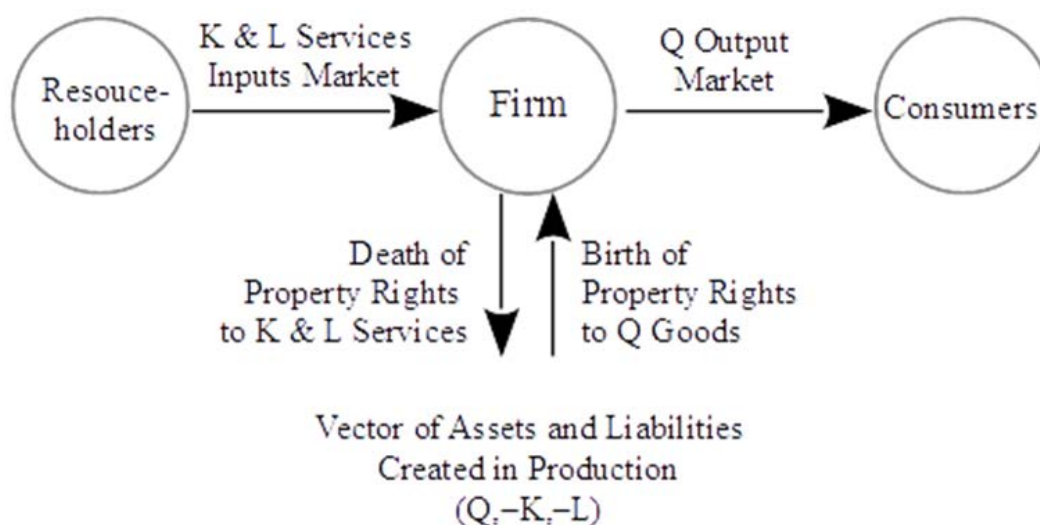 K & L Services
Inputs Market
Q Output
Market
Resouce-
holders
Firm
Consumers
Death of
Property Rights
to K & L Services
Birth of
Property Rights
to Q Goods
Vector of Assets and Liabilities
Created in Production
(Q,–K,–L)